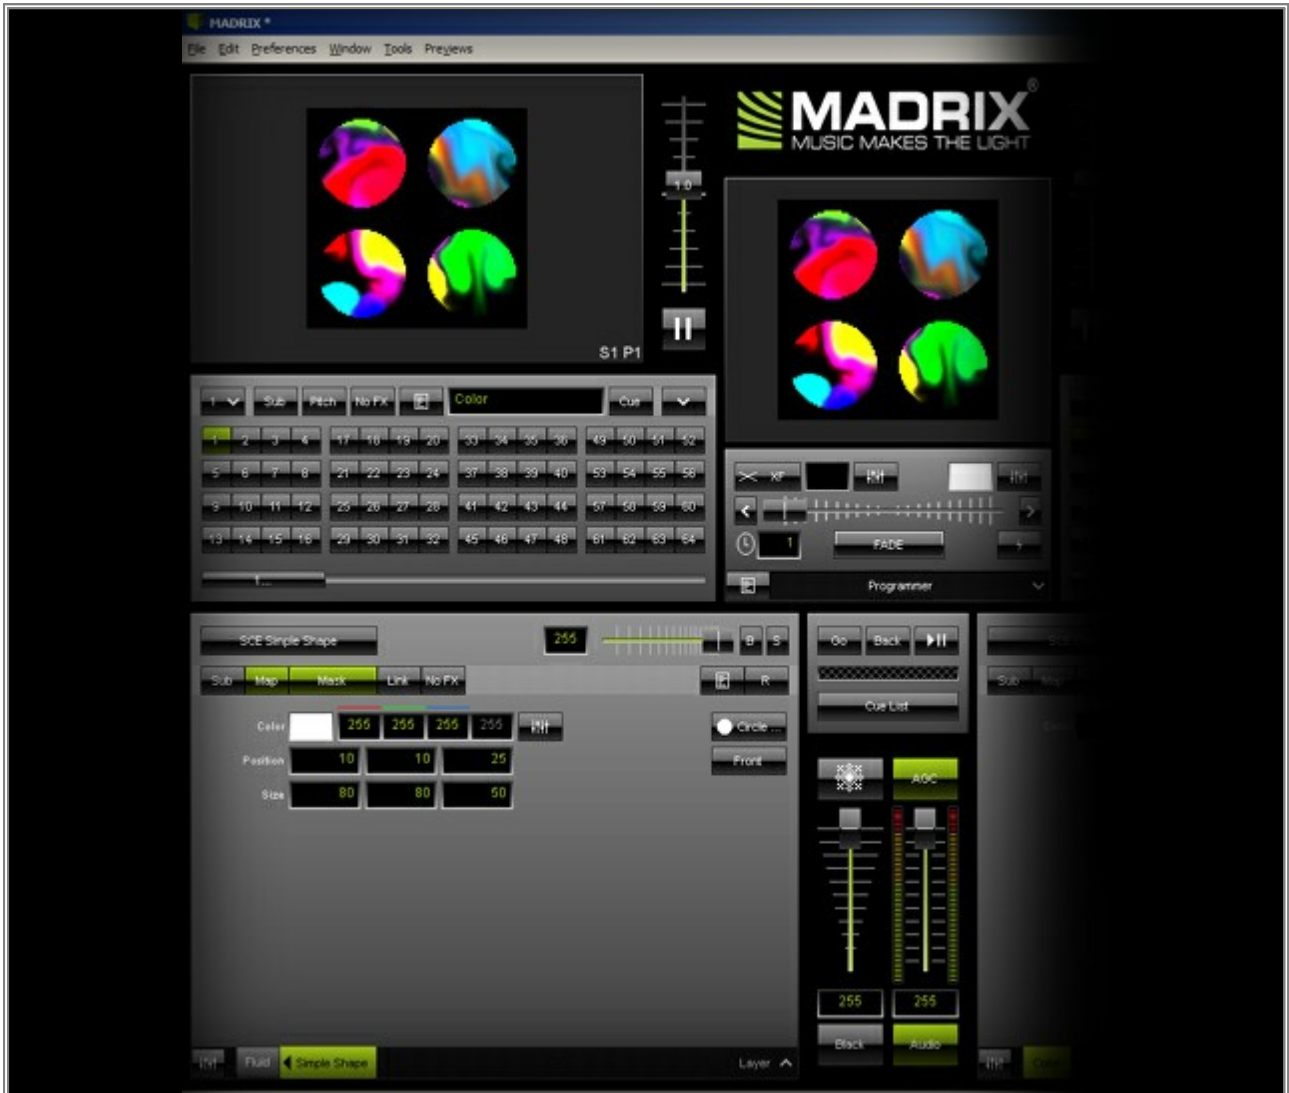 MADRIX *
File Edit Preferences Window Tools Previews
MADRIX®
MUSIC MAKES THE LIGHT
1.0
S1 P1
1 Sub Pitch No FX Color Cue
1 2 3 4 17 18 19 20 33 34 35 36 49 50 51 52
5 6 7 8 21 22 23 24 37 38 39 40 53 54 55 56
9 10 11 12 25 26 27 28 41 42 43 44 57 58 59 60
13 14 15 16 29 30 31 32 45 46 47 48 61 62 63 64
1...
XF
1 FADE
Programmer
SCE Simple Shape 255 B S
Sub Map Mask Link No FX R
Color 255 255 255 255 Circle ...
Position 10 10 25 Front
Size 80 80 50
Fluid Simple Shape Layer
Go Back
Cue List
AGC
255 255
Black Audio
Sub